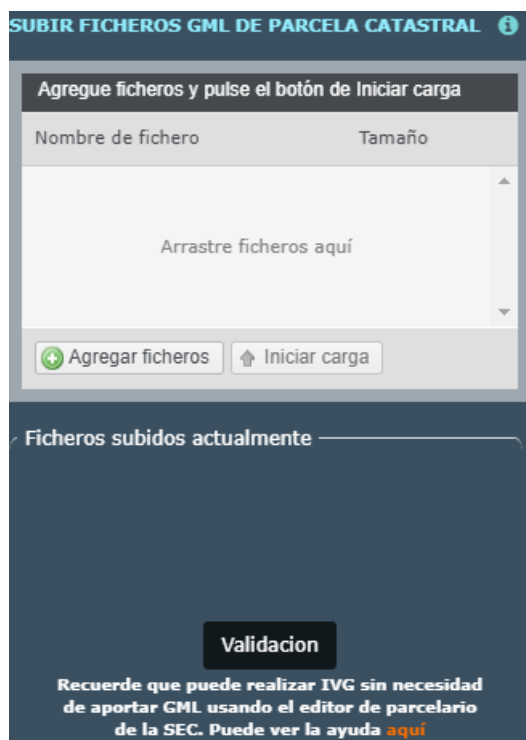 SUBIR FICHEROS GML DE PARCELA CATASTRAL
Agregue ficheros y pulse el botón de Iniciar carga
Nombre de fichero Tamaño
Arrastre ficheros aquí
Agregar ficheros Iniciar carga
Ficheros subidos actualmente
Validacion
Recuerde que puede realizar IVG sin necesidad
de aportar GML usando el editor de parcelario
de la SEC. Puede ver la ayuda aquí